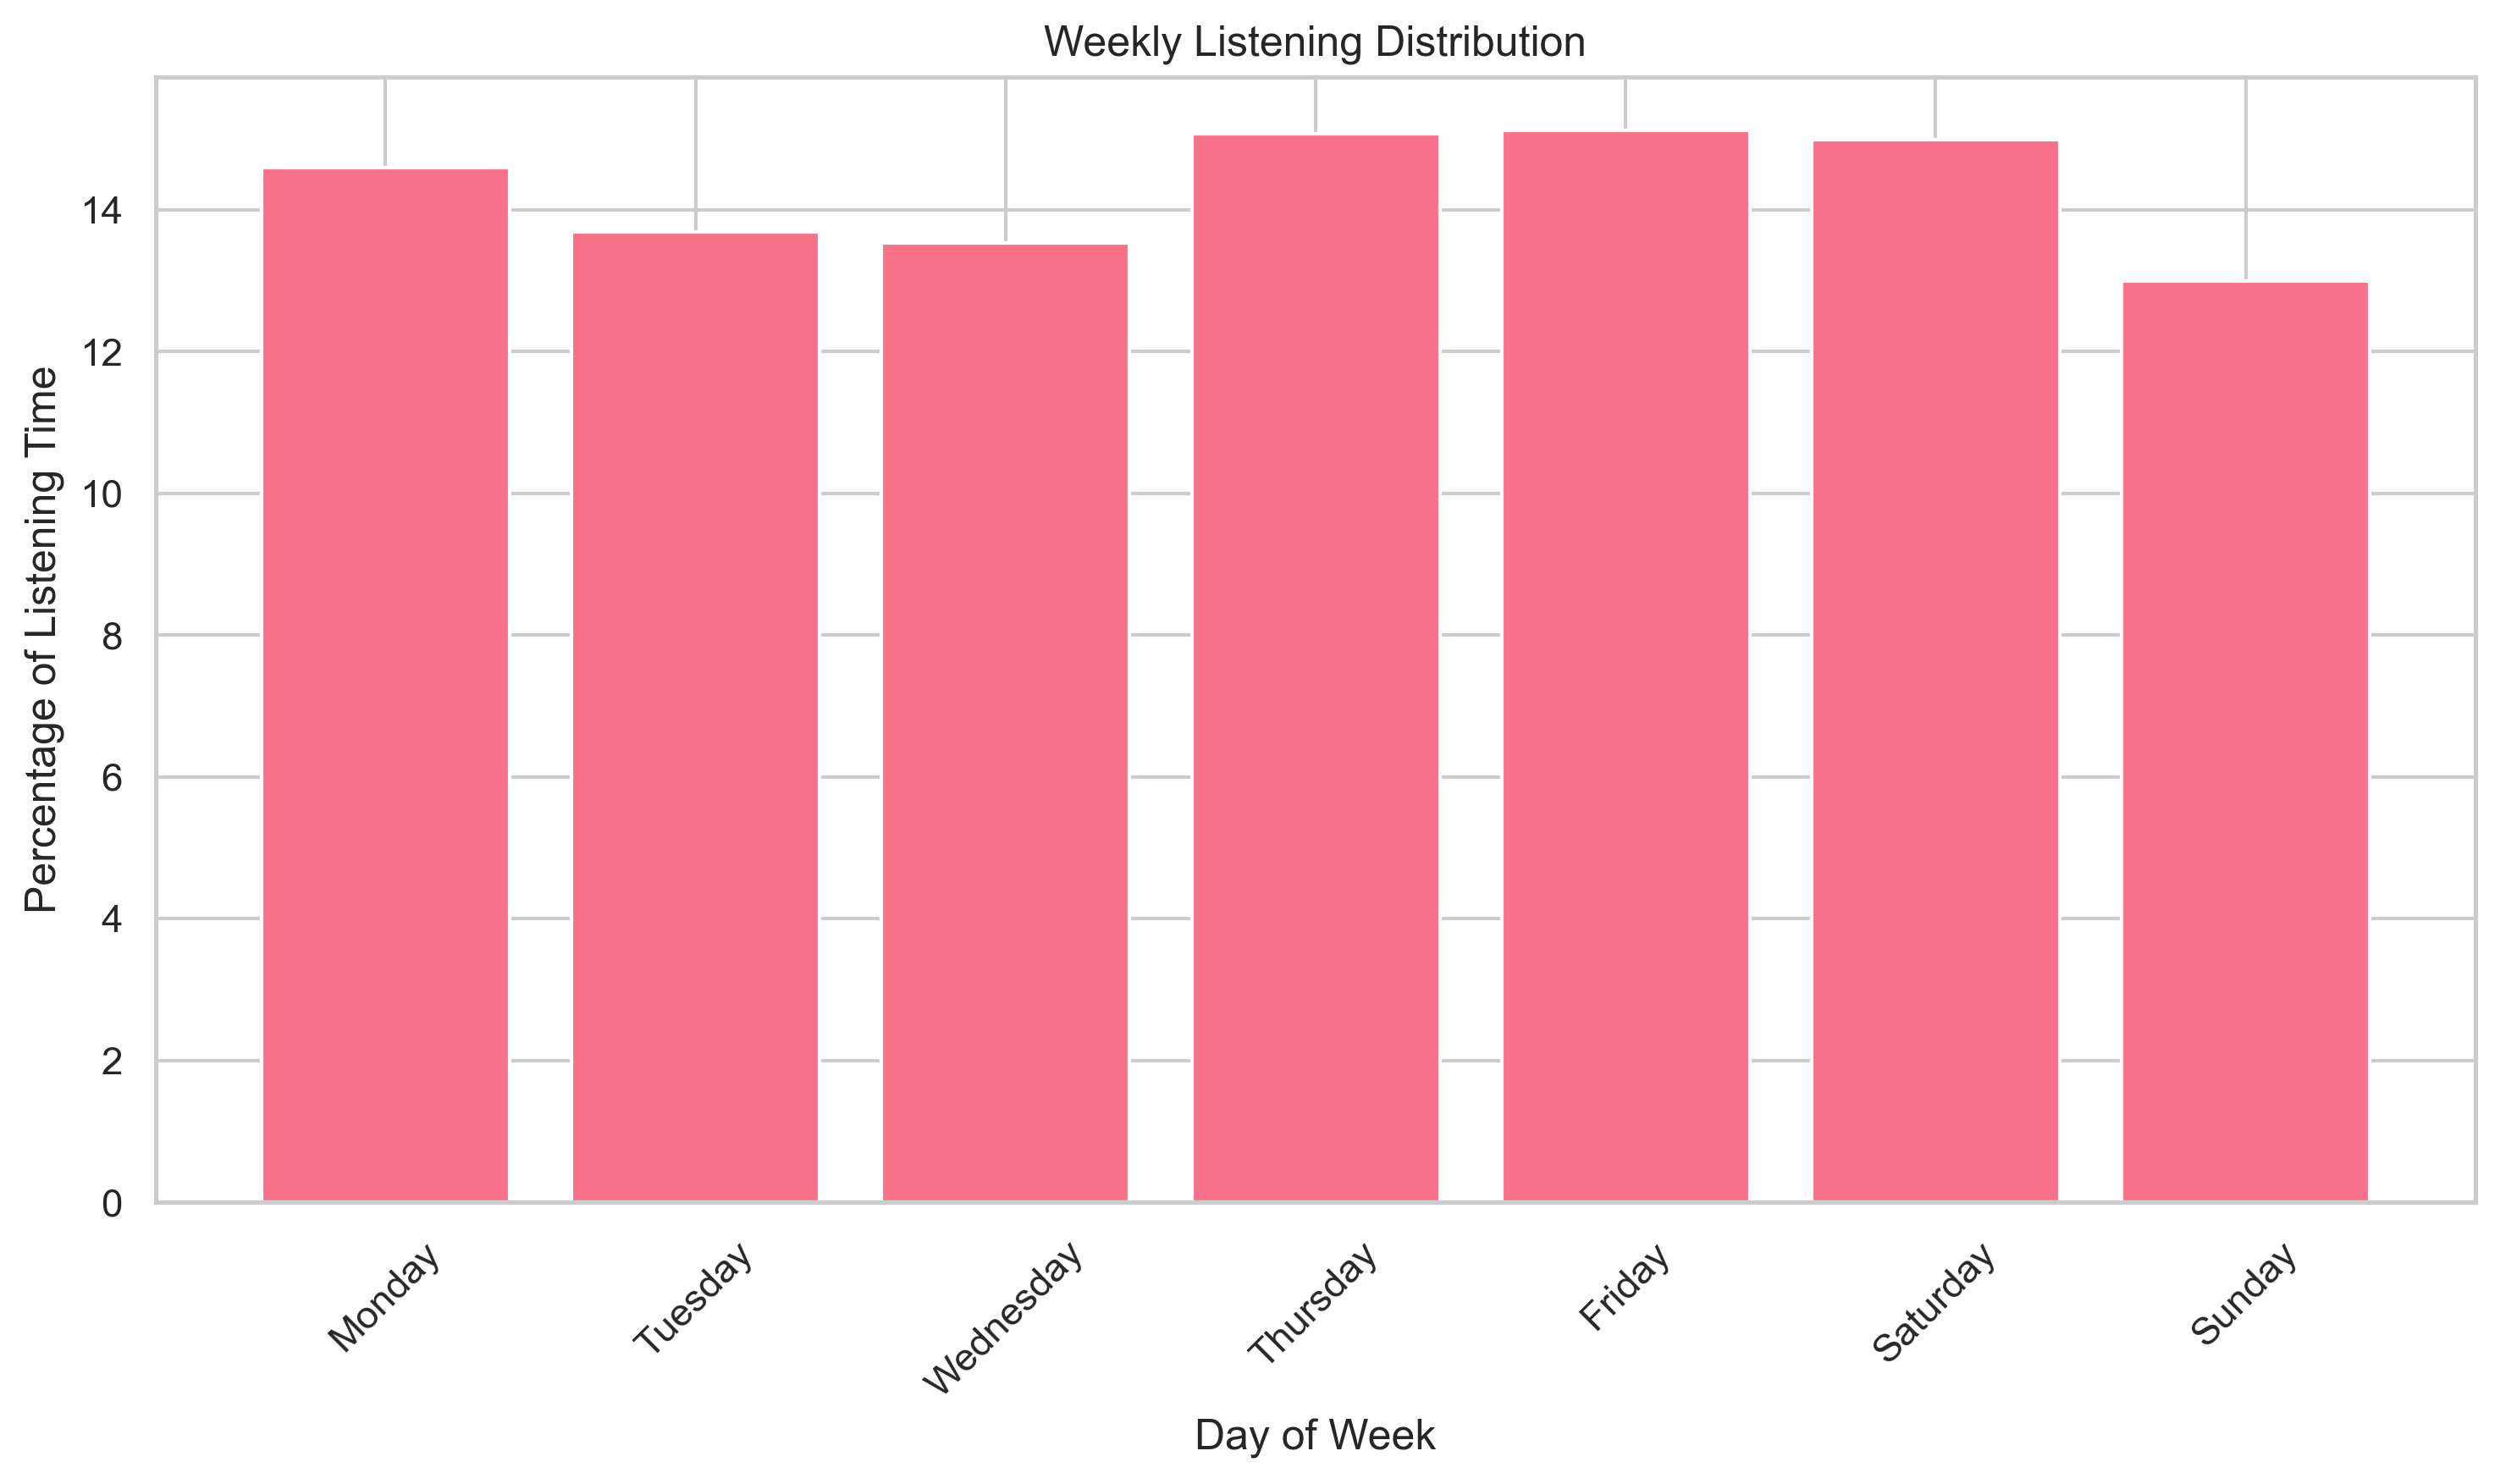 Weekly Listening Distribution
Percentage of Listening Time
14
12
10
8
6
4
2
0
Monday
Tuesday
Wednesday
Thursday
Friday
Saturday
Sunday
Day of Week